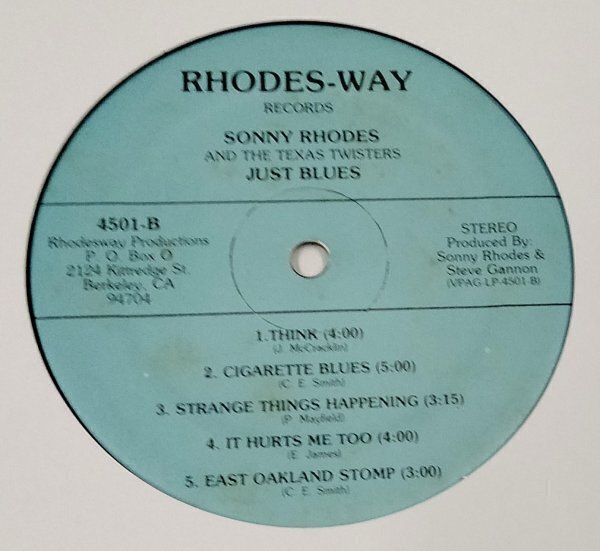 RHODES-WAY
RECORDS
SONNY RHODES
AND THE TEXAS TWISTERS
JUST BLUES
4501-B
Rhodesway Productions
P. O. Box O
2124 Kittredge St.
Berkeley, CA
94704
STEREO
Produced By:
Sonny Rhodes &
Steve Gannon
(VPAG-LP-4501-B)
1.THINK (4:00)
(J. McCracklin)
2. CIGARETTE BLUES (5:00)
(C. E. Smith)
3. STRANGE THINGS HAPPENING (3:15)
(P. Mayfield)
4. IT HURTS ME TOO (4:00)
(E. James)
5. EAST OAKLAND STOMP (3:00)
(C. E. Smith)